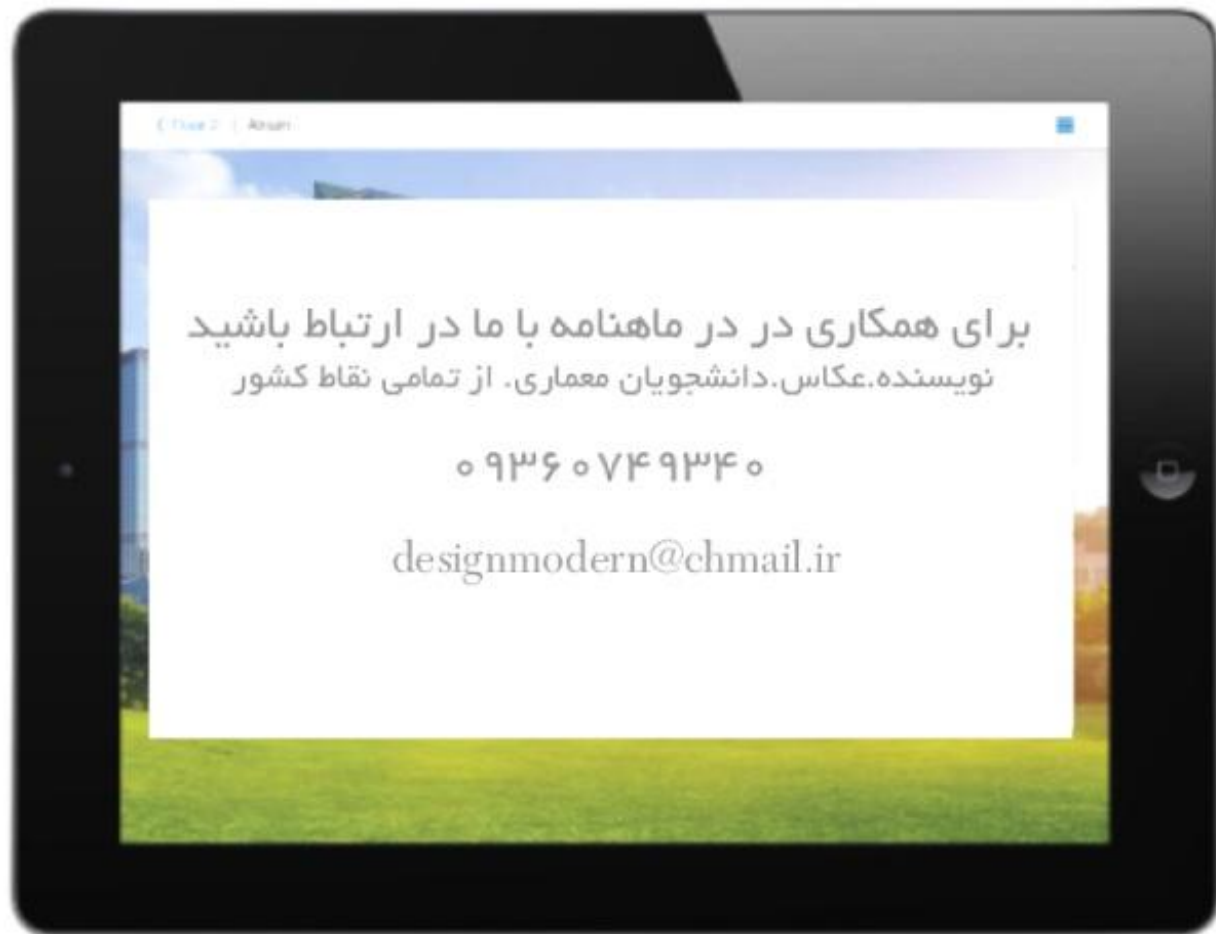 برای همکاری در در ماهنامه با ما در ارتباط باشید
نویسنده.عکاس.دانشجویان معماری. از تمامی نقاط کشور
۰۹۳۶۰۷۴۹۳۴۰
designmodern@chmail.ir